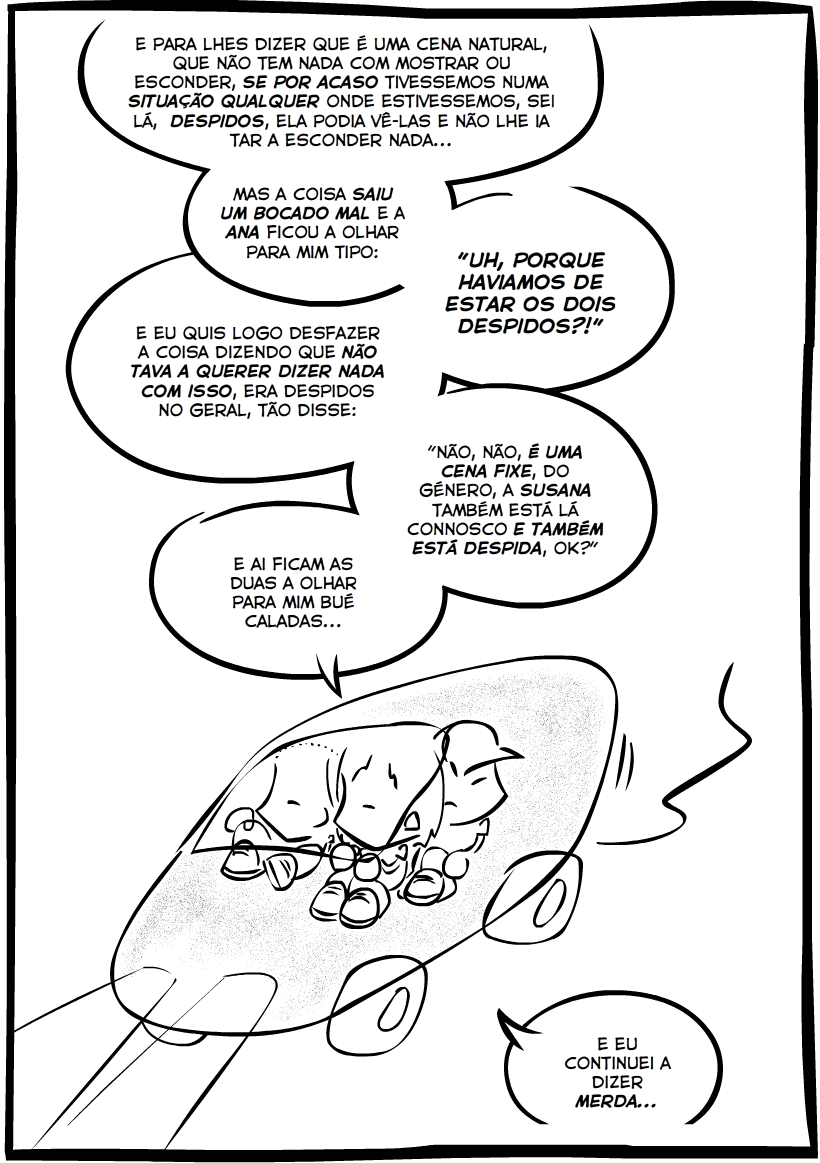 E PARA LHES DIZER QUE É UMA CENA NATURAL,
QUE NÃO TEM NADA COM MOSTRAR OU
ESCONDER, SE POR ACASO TIVESSEMOS NUMA
SITUAÇÃO QUALQUER ONDE ESTIVESSEMOS, SEI
LÁ, DESPIDOS, ELA PODIA VÊ-LAS E NÃO LHE IA
TAR A ESCONDER NADA...
MAS A COISA SAIU
UM BOCADO MAL E A
ANA FICOU A OLHAR
PARA MIM TIPO:
"UH, PORQUE
HAVIAMOS DE
ESTAR OS DOIS
DESPIDOS?!"
E EU QUIS LOGO DESFAZER
A COISA DIZENDO QUE NÃO
TAVA A QUERER DIZER NADA
COM ISSO, ERA DESPIDOS
NO GERAL, TÃO DISSE:
"NÃO, NÃO, É UMA
CENA FIXE, DO
GÉNERO, A SUSANA
TAMBÉM ESTÁ LÁ
CONNOSCO E TAMBÉM
ESTÁ DESPIDA, OK?"
E AI FICAM AS
DUAS A OLHAR
PARA MIM BUÉ
CALADAS...
E EU
CONTINUEI A
DIZER
MERDA...